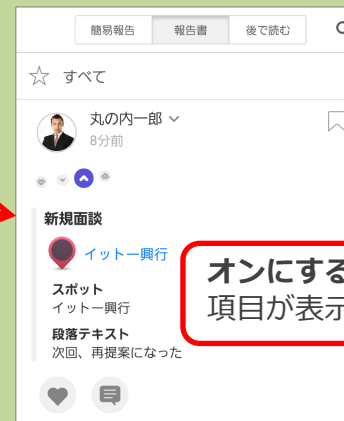 簡易報告 報告書 後で読む
すべて
丸の内一郎
8分前
新規面談
イットー興行
スポット
イットー興行
段落テキスト
次回、再提案になった
オンにする
項目が表示